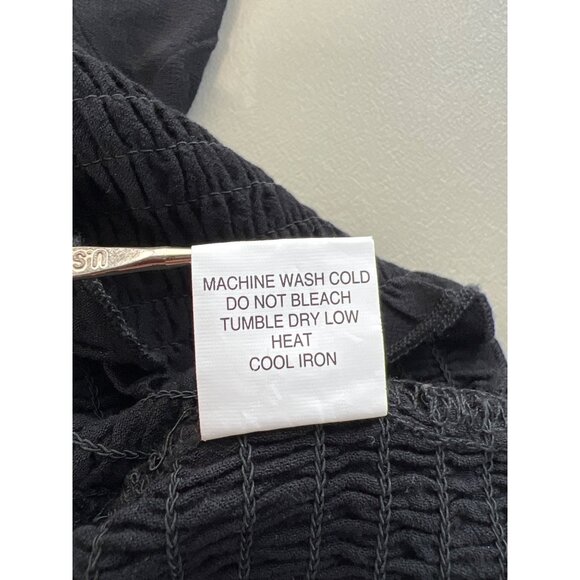 MACHINE WASH COLD
DO NOT BLEACH
TUMBLE DRY LOW
HEAT
COOL IRON